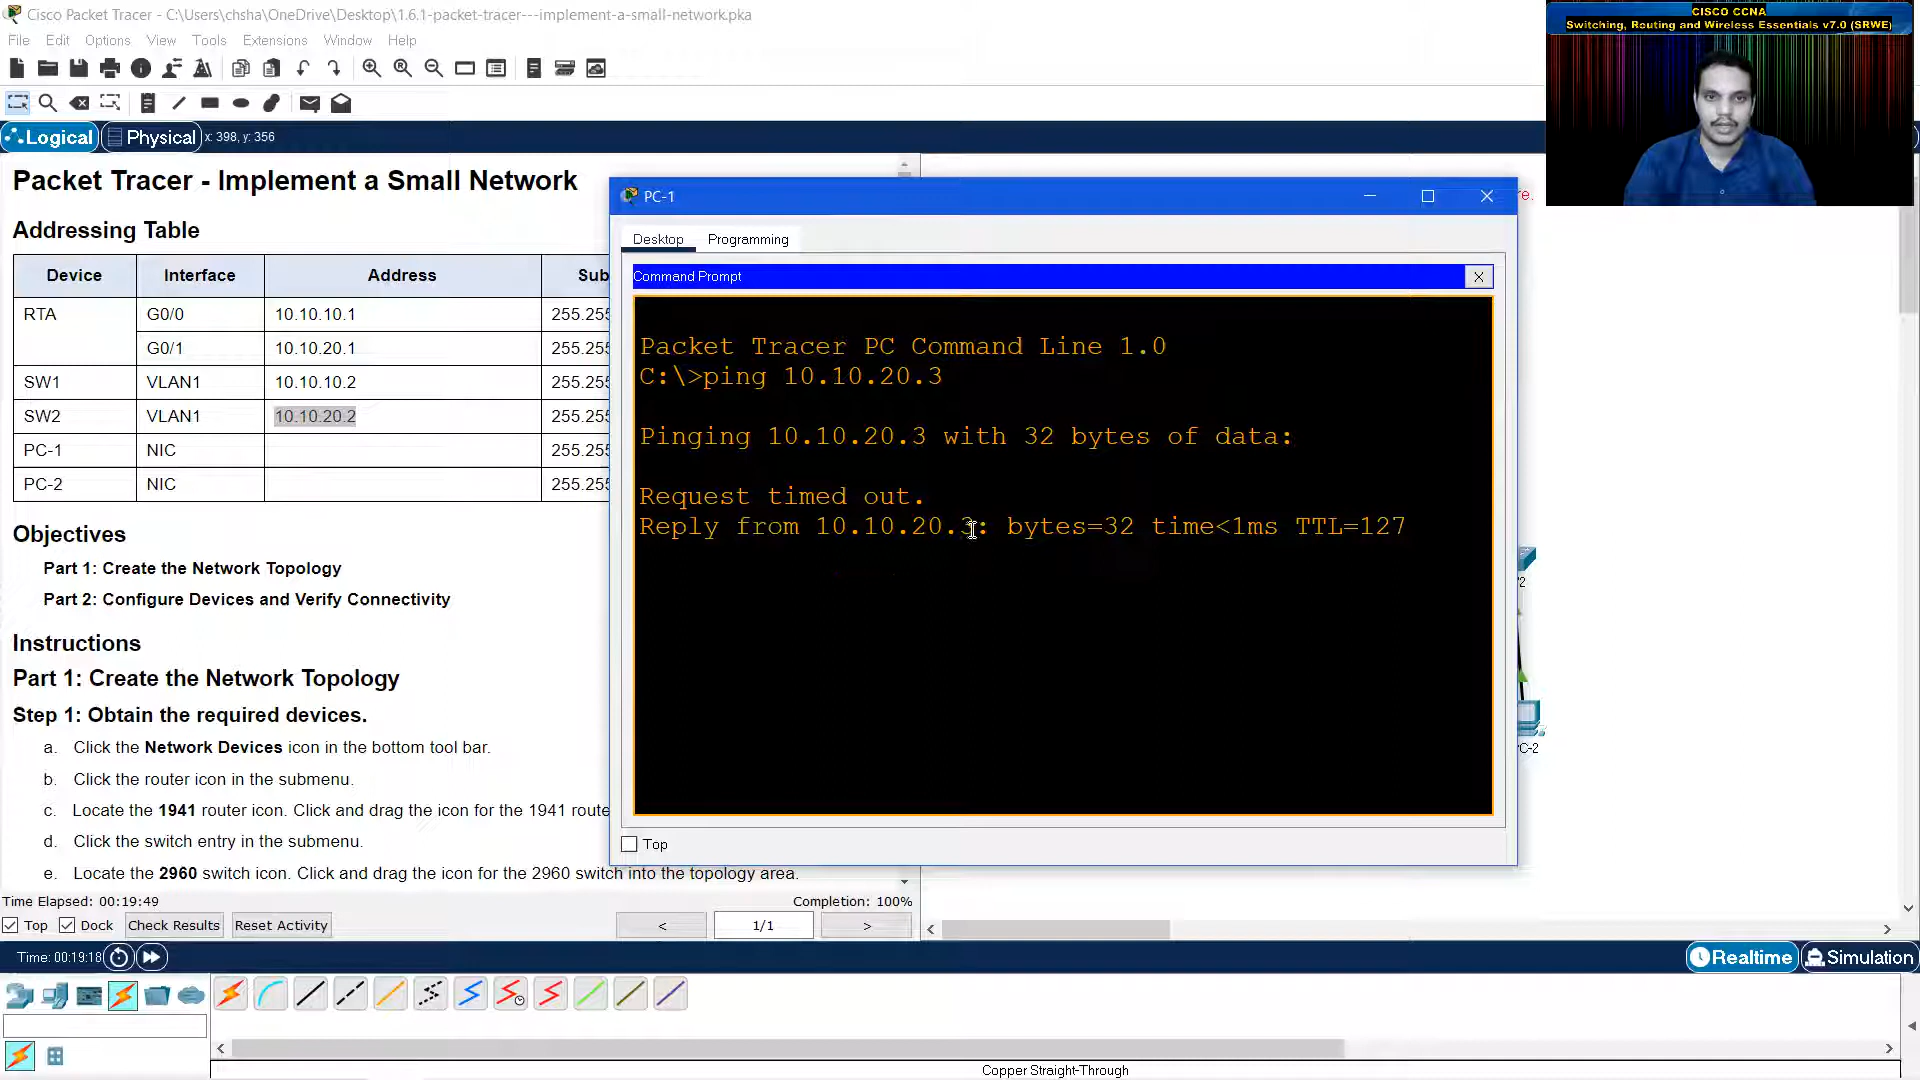 Cisco Packet Tracer - C:\Users\chsha\OneDrive\Desktop\1.6.1-packet-tracer---implement-a-small-network.pka
CISCO CCNA
Switching, Routing and Wireless Essentials v7.0 (SRWE)
File Edit Options View Tools Extensions Window Help
Logical Physical x: 398, y: 356
Packet Tracer - Implement a Small Network
Addressing Table
Device Interface Address Sub
RTA G0/0 10.10.10.1 255.255
G0/1 10.10.20.1 255.255
SW1 VLAN1 10.10.10.2 255.255
SW2 VLAN1 10.10.20.2 255.255
PC-1 NIC 255.255
PC-2 NIC 255.255
Objectives
Part 1: Create the Network Topology
Part 2: Configure Devices and Verify Connectivity
Instructions
Part 1: Create the Network Topology
Step 1: Obtain the required devices.
a. Click the Network Devices icon in the bottom tool bar.
b. Click the router icon in the submenu.
c. Locate the 1941 router icon. Click and drag the icon for the 1941 route
d. Click the switch entry in the submenu.
e. Locate the 2960 switch icon. Click and drag the icon for the 2960 switch into the topology area.
PC-1
Desktop Programming
Command Prompt X
Packet Tracer PC Command Line 1.0
C:\>ping 10.10.20.3
Pinging 10.10.20.3 with 32 bytes of data:
Request timed out.
Reply from 10.10.20.3: bytes=32 time<1ms TTL=127
Top
re.
2
PC-2
Time Elapsed: 00:19:49 Completion: 100%
Top Dock Check Results Reset Activity < 1/1 >
Time: 00:19:18 Realtime Simulation
Copper Straight-Through